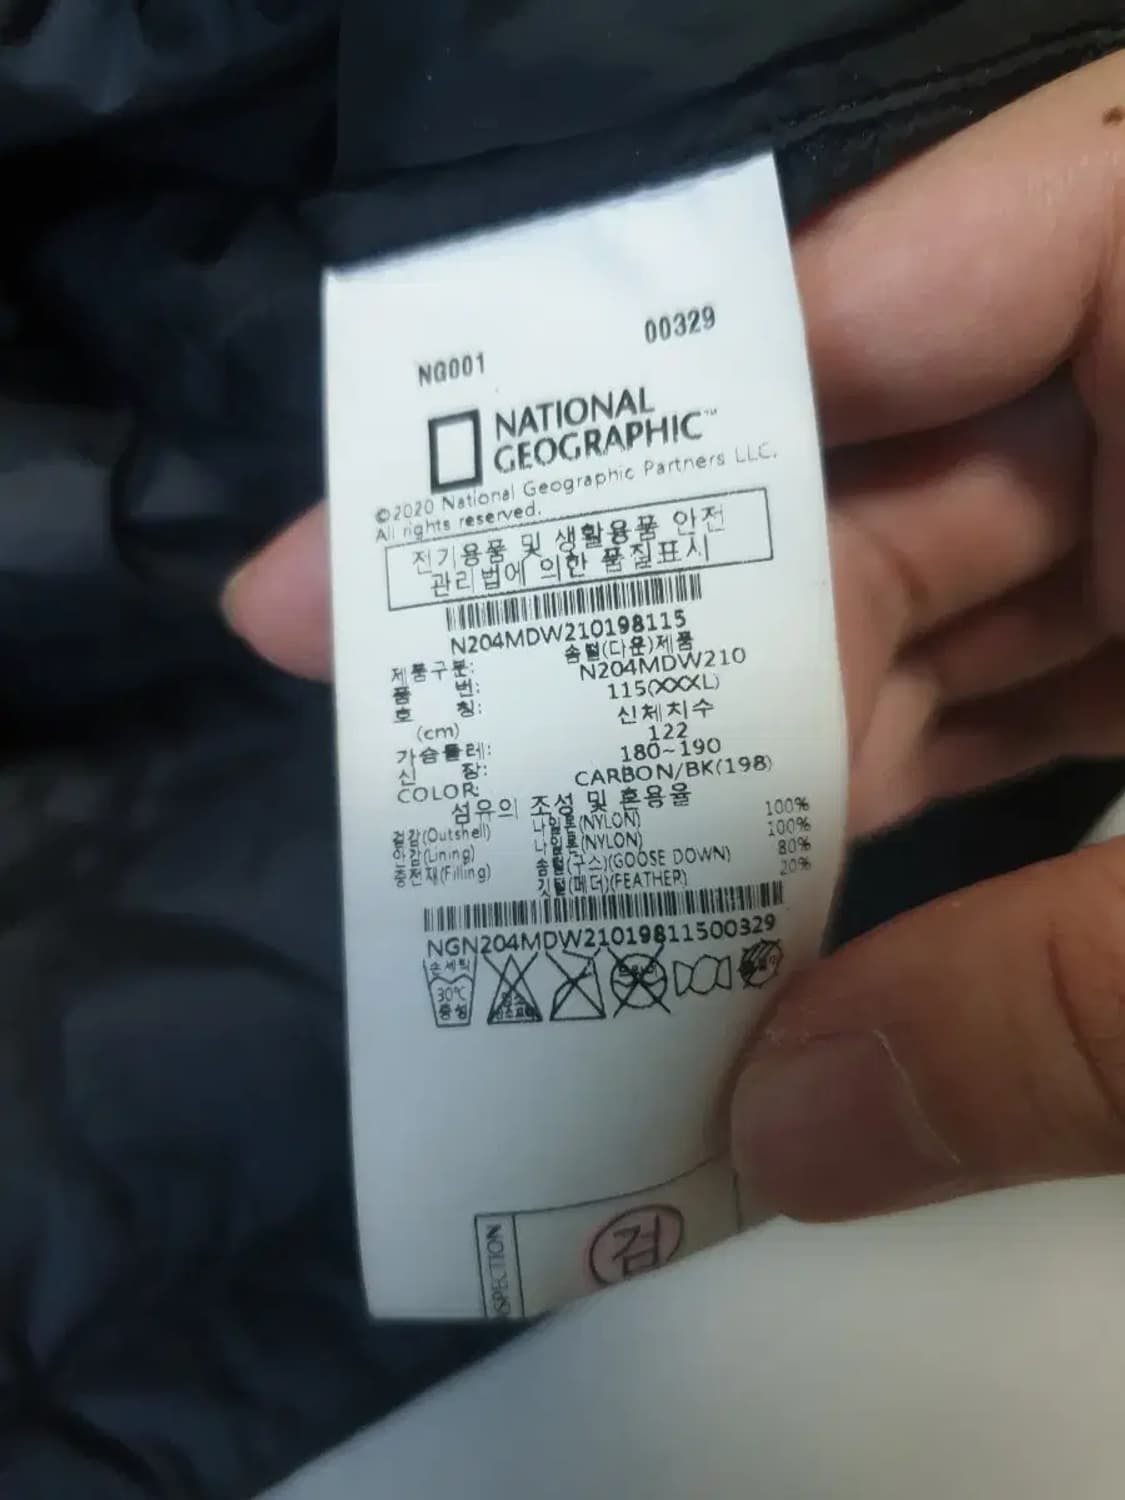 NG001
00329
NATIONAL
GEOGRAPHIC™
©2020 National Geographic Partners LLC.
All rights reserved.
전기용품 및 생활용품 안전
관리법에 의한 품질표시
N204MDW210198115
제품구분: 솜털(다운)제품
품 번: N204MDW210
호 칭: 115(XXXL)
(cm) 신체치수
가슴둘레: 122
신 장: 180~190
COLOR: CARBON/BK(198)
섬유의 조성 및 혼용율
겉감(Outshell) 나일론(NYLON) 100%
안감(Lining) 나일론(NYLON) 100%
충전재(Filling) 솜털(구스)(GOOSE DOWN) 80%
깃털(페더)(FEATHER) 20%
NGN204MDW21019811500329
손세탁
30℃
중성
SPECTION